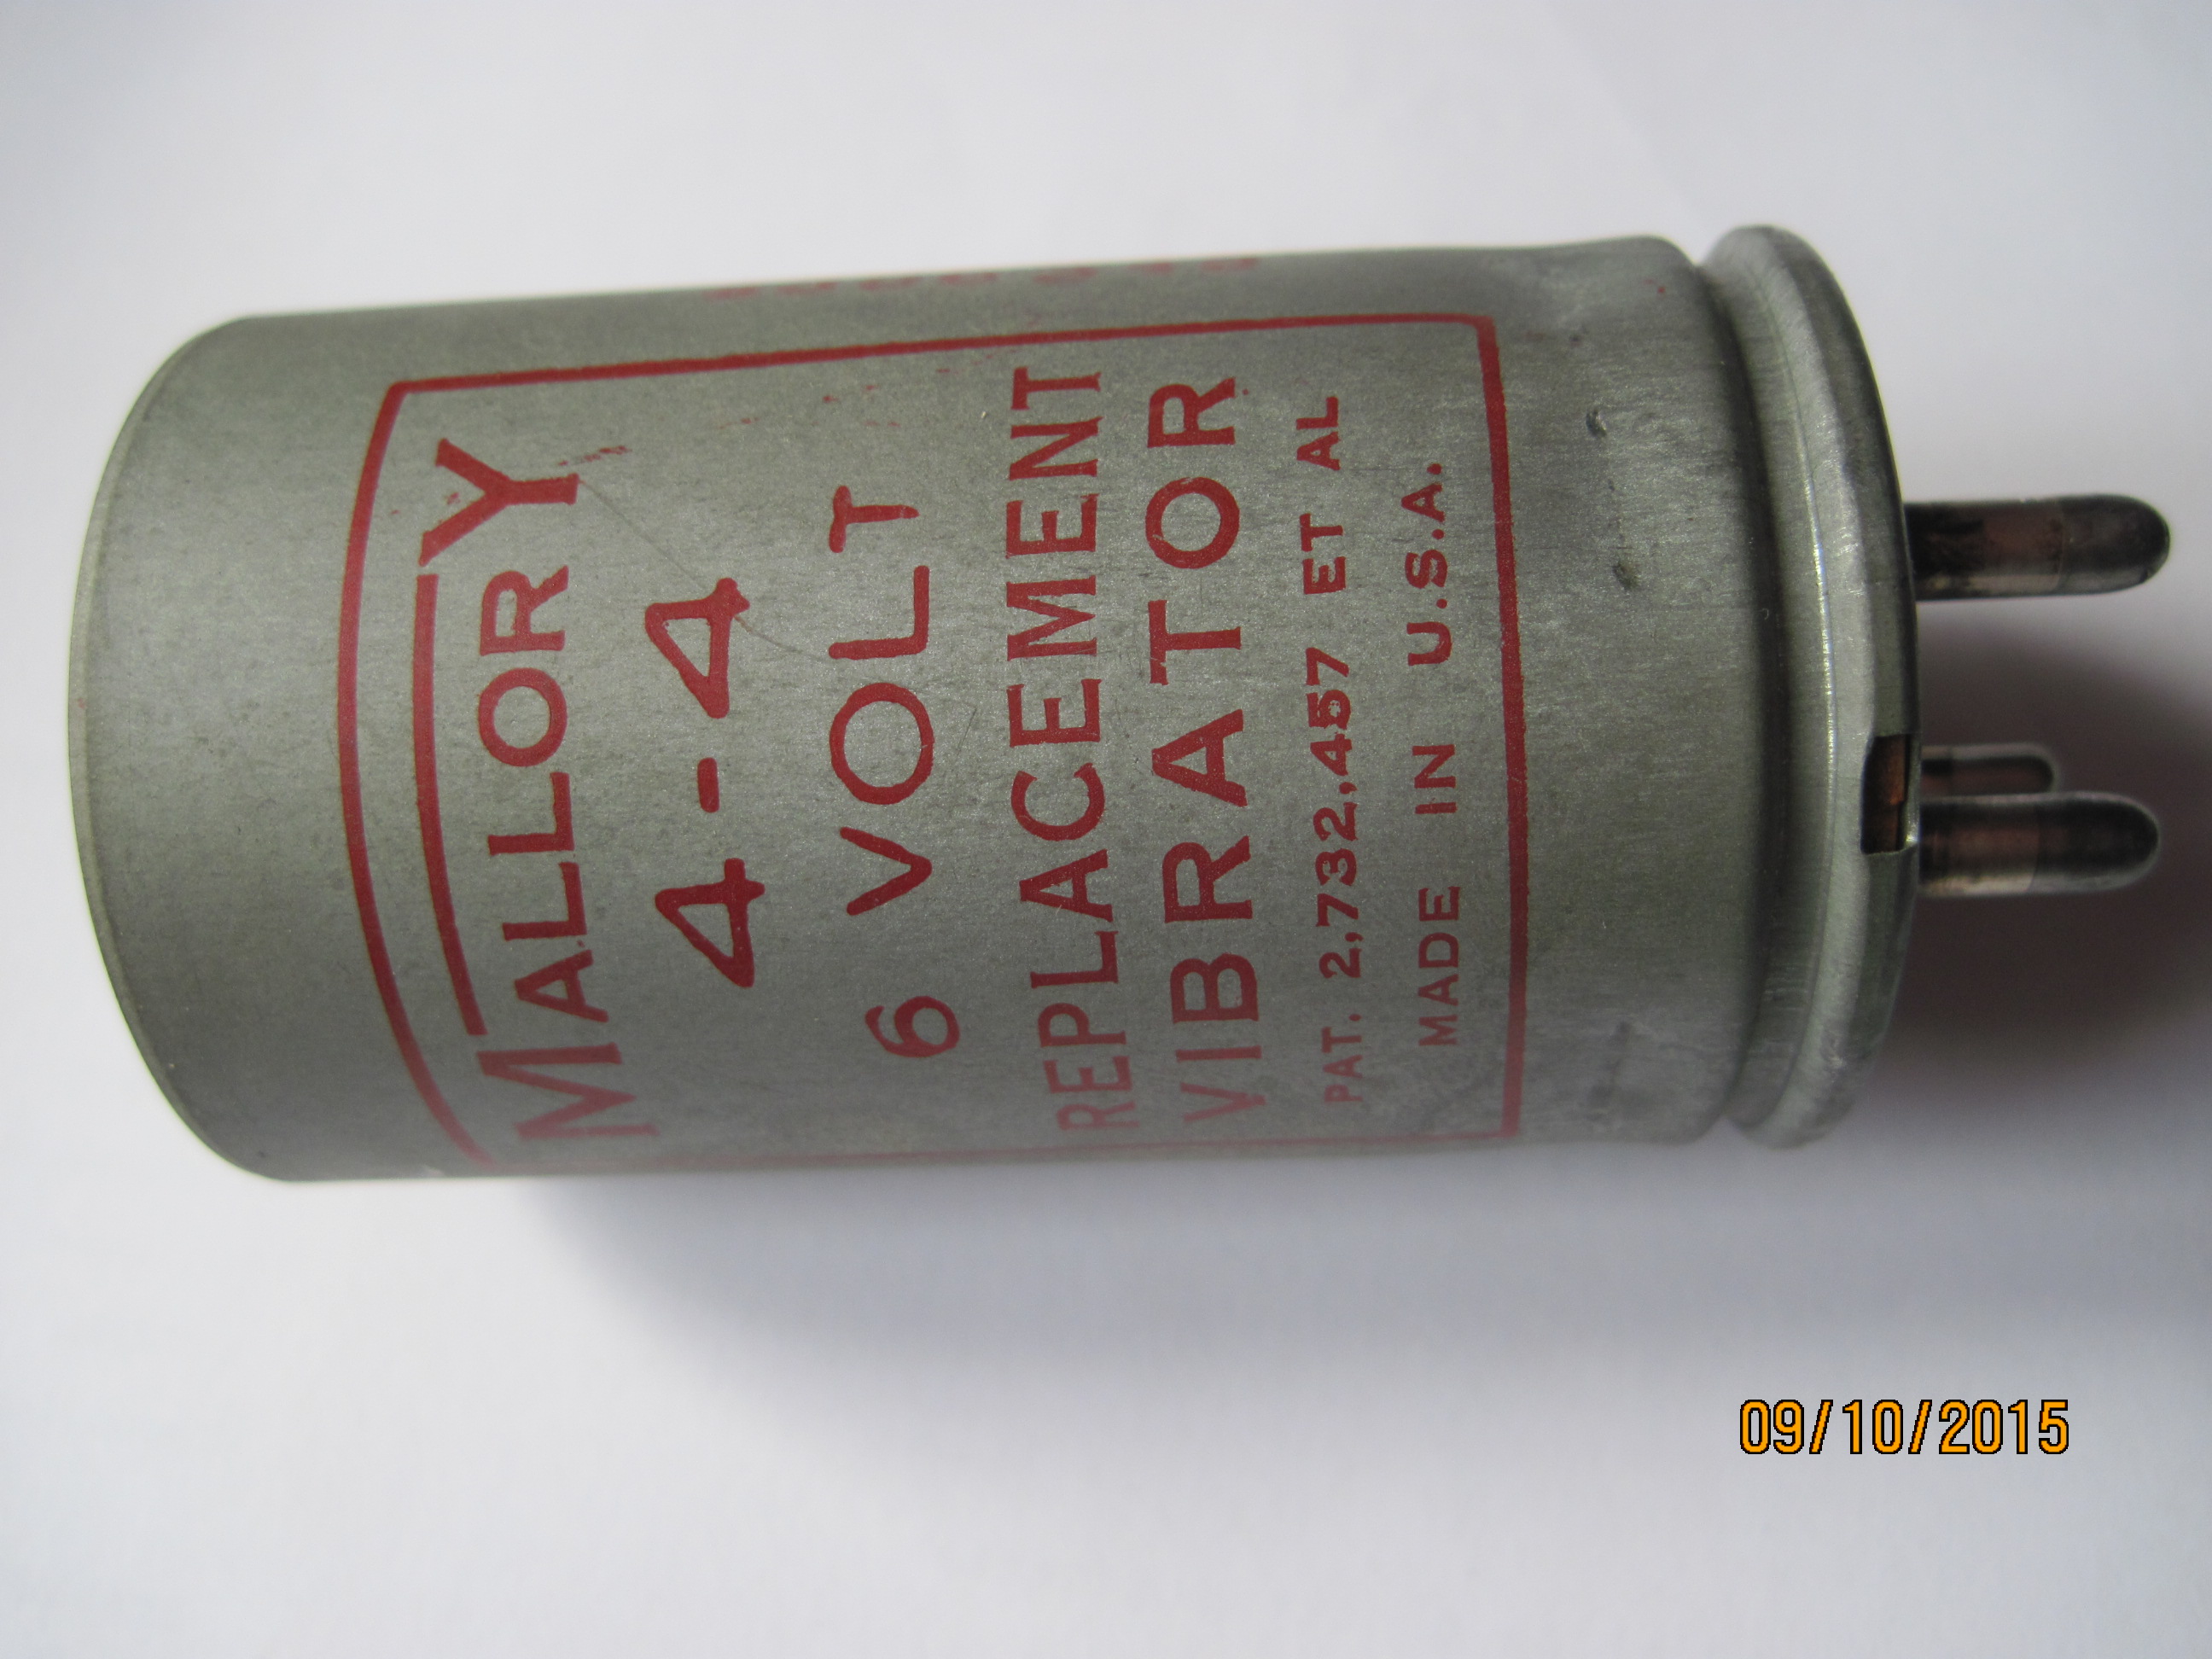 MALLORY
4-4
6 VOLT
REPLACEMENT
VIBRATOR
PAT. 2,732,457 ET AL
MADE IN U.S.A.
09/10/2015